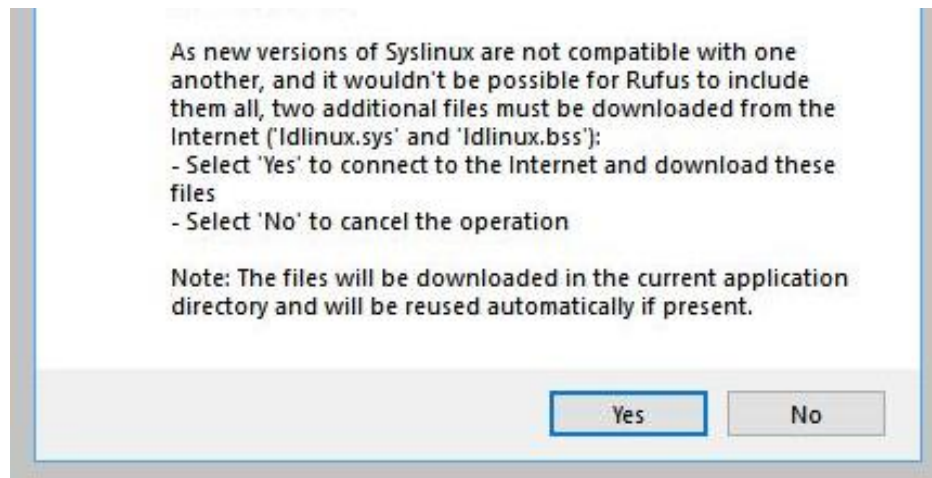 As new versions of Syslinux are not compatible with one
another, and it wouldn't be possible for Rufus to include
them all, two additional files must be downloaded from the
Internet ('ldlinux.sys' and 'ldlinux.bss'):
- Select 'Yes' to connect to the Internet and download these
files
- Select 'No' to cancel the operation
Note: The files will be downloaded in the current application
directory and will be reused automatically if present.
Yes No